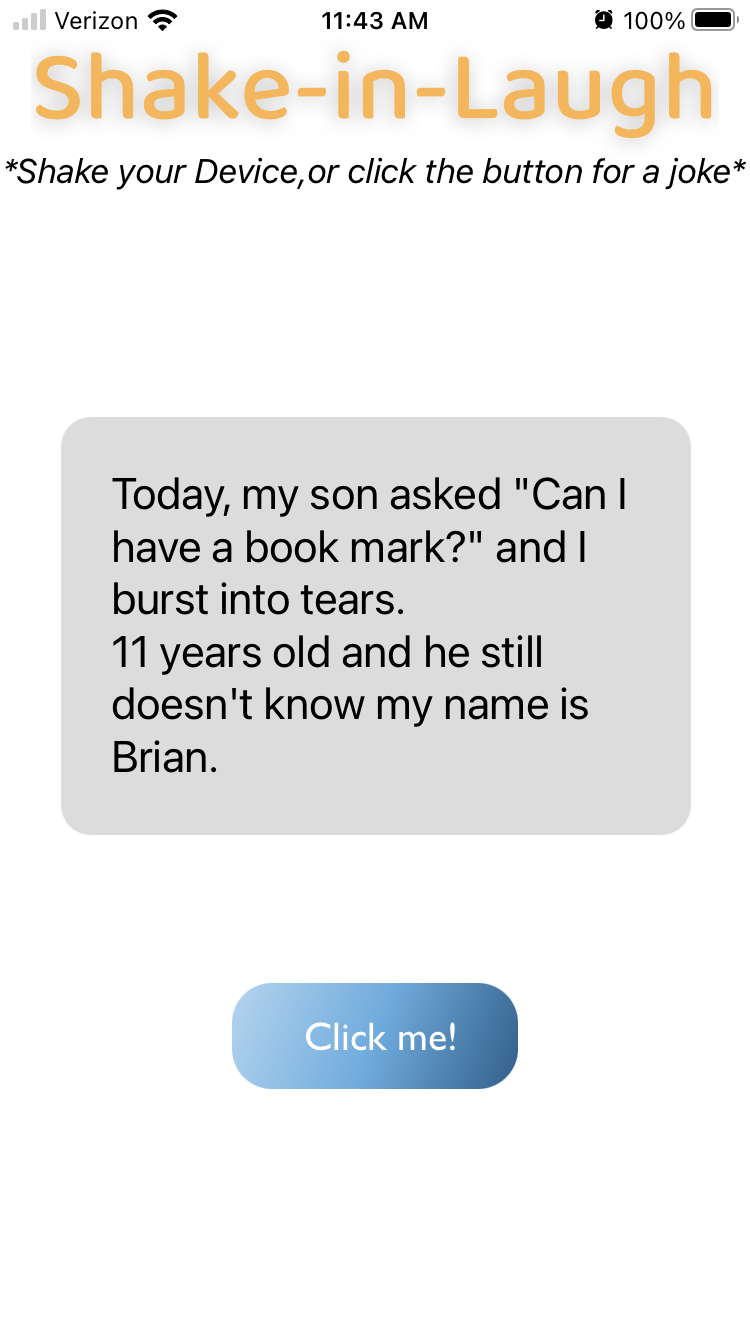 Verizon 11:43 AM 100%
Shake-in-Laugh
*Shake your Device,or click the button for a joke*
Today, my son asked "Can I
have a book mark?" and I
burst into tears.
11 years old and he still
doesn't know my name is
Brian.
Click me!